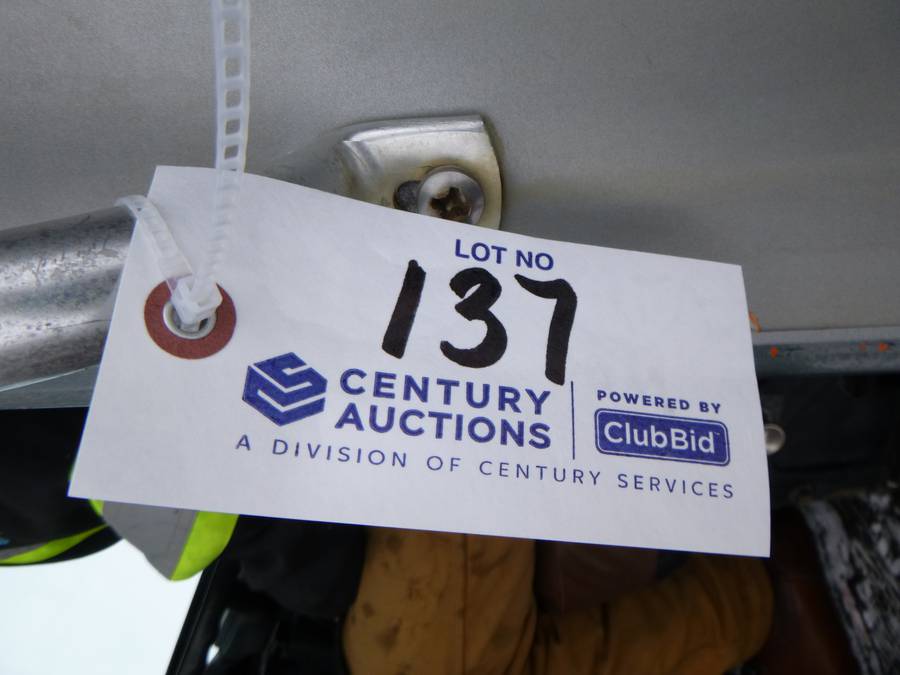 LOT NO
137
CENTURY
AUCTIONS
A DIVISION OF CENTURY SERVICES
POWERED BY
ClubBid